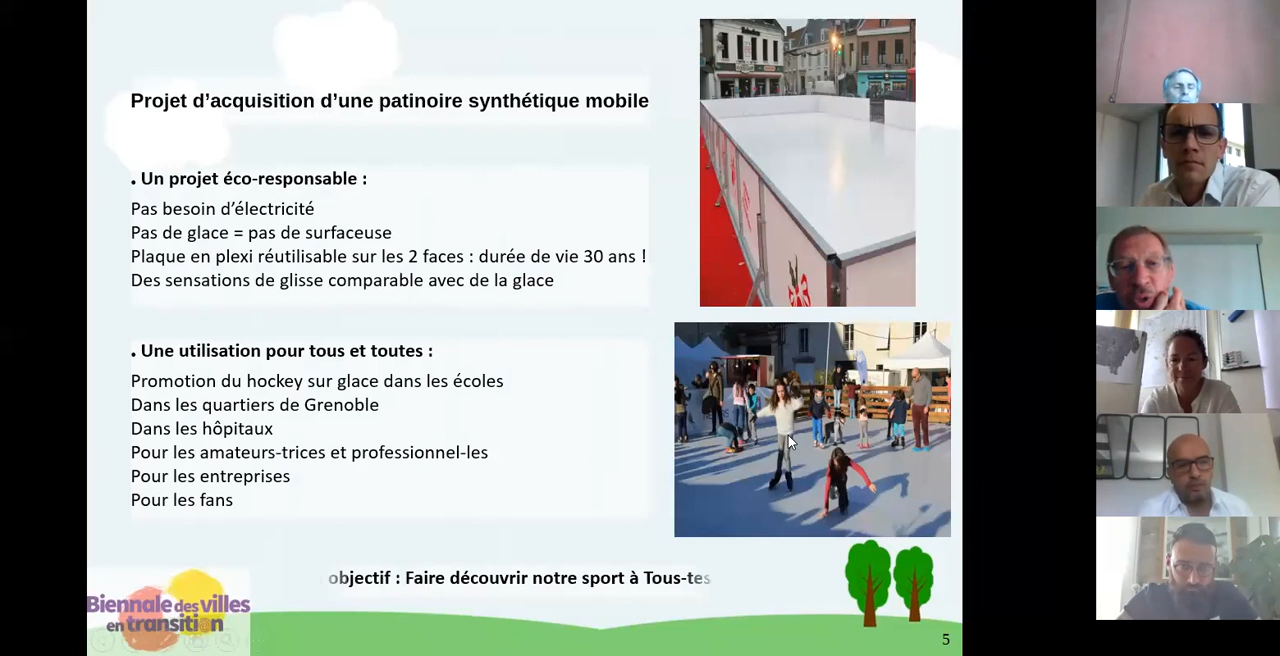 Projet d’acquisition d’une patinoire synthétique mobile
. Un projet éco-responsable :
Pas besoin d’électricité
Pas de glace = pas de surfaceuse
Plaque en plexi réutilisable sur les 2 faces : durée de vie 30 ans !
Des sensations de glisse comparable avec de la glace
. Une utilisation pour tous et toutes :
Promotion du hockey sur glace dans les écoles
Dans les quartiers de Grenoble
Dans les hôpitaux
Pour les amateurs-trices et professionnel-les
Pour les entreprises
Pour les fans
objectif : Faire découvrir notre sport à Tous-tes
Biennale des villes
en transition
5